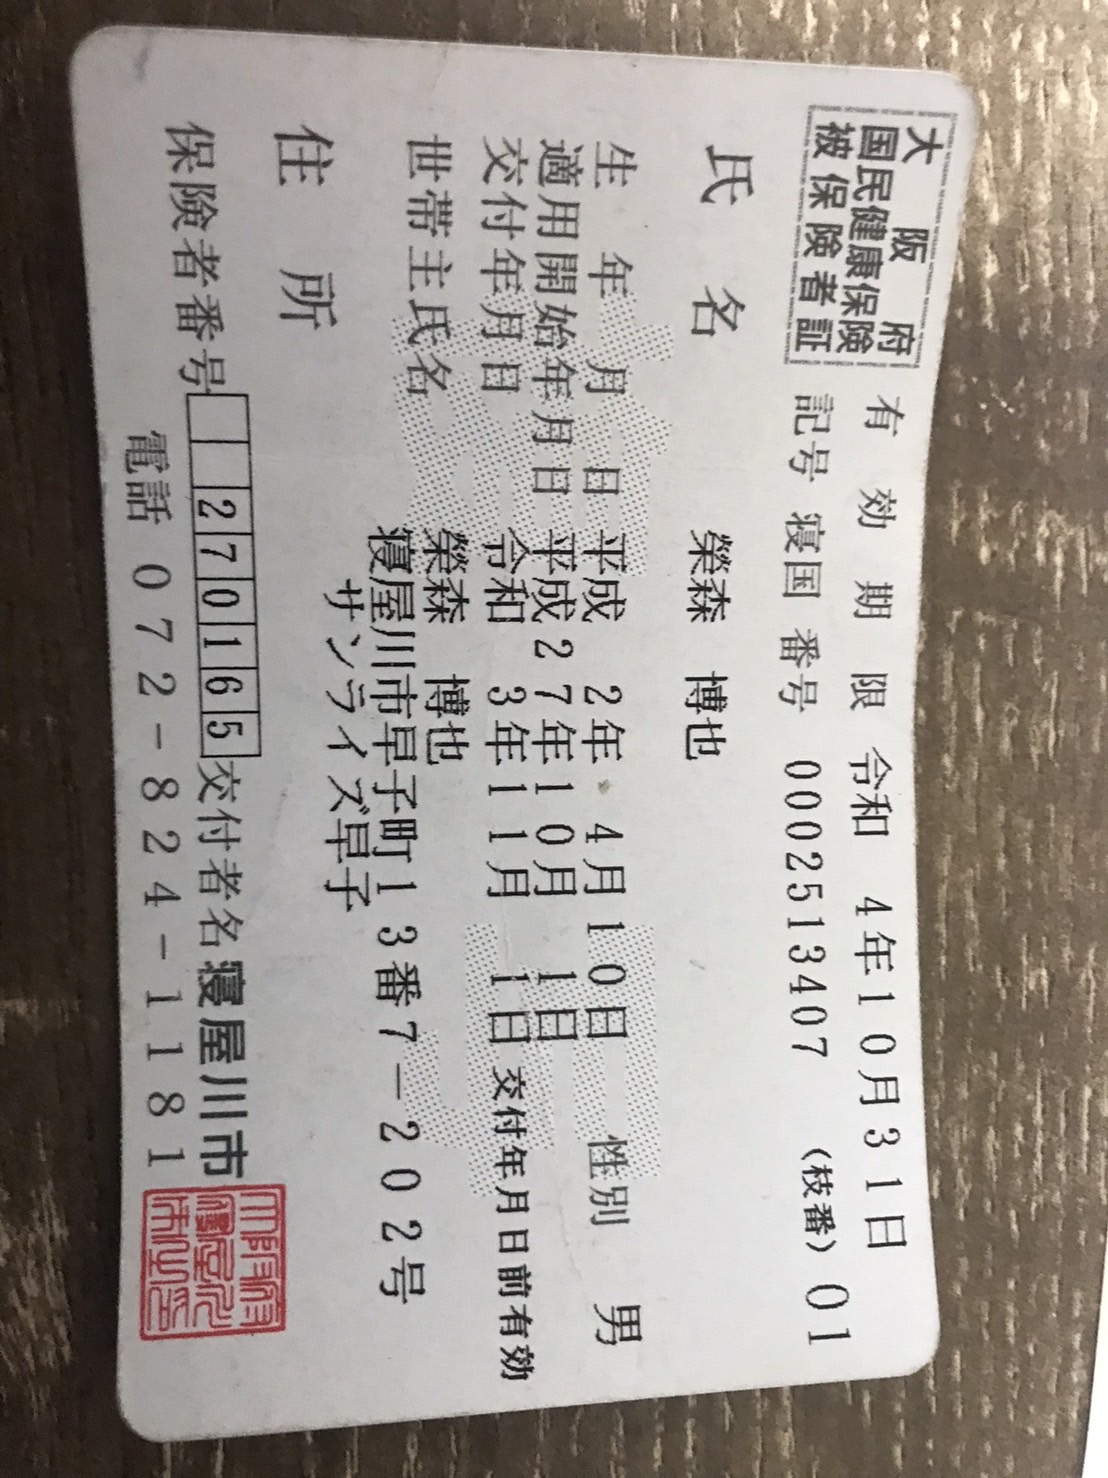 大阪府
国民健康保険
被保険者証
有効期限 令和 4年10月31日
記号 寝国 番号 0002513407 (枝番) 01
氏名 榮森 博也
生年月日 平成 2年 4月10日 性別 男
適用開始年月日 平成27年10月 1日
交付年月日 令和 3年11月 1日 交付年月日前有効
世帯主氏名 榮森 博也
住所 寝屋川市早子町13番7-202号
サンライズ早子
保険者番号 270165 交付者名 寝屋川市
電話 072-824-1181